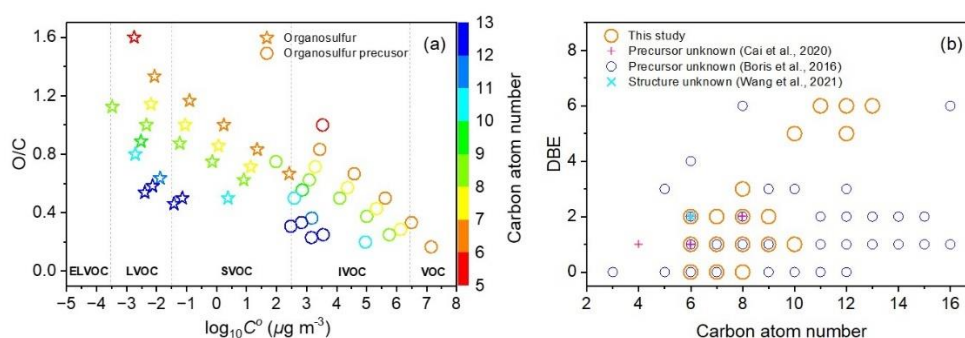 Organosulfur
Organosulfur precusor
(a)
1.6
1.2
0.8
0.4
0.0
O/C
ELVOC LVOC SVOC IVOC VOC
−5 −4 −3 −2 −1 0 1 2 3 4 5 6 7 8
log10C° (μg m-3)
13
12
11
10
9
8
7
6
5
Carbon atom number
This study
Precursor unknown (Cai et al., 2020)
Precursor unknown (Boris et al., 2016)
Structure unknown (Wang et al., 2021)
(b)
8
6
4
2
0
DBE
2 4 6 8 10 12 14 16
Carbon atom number